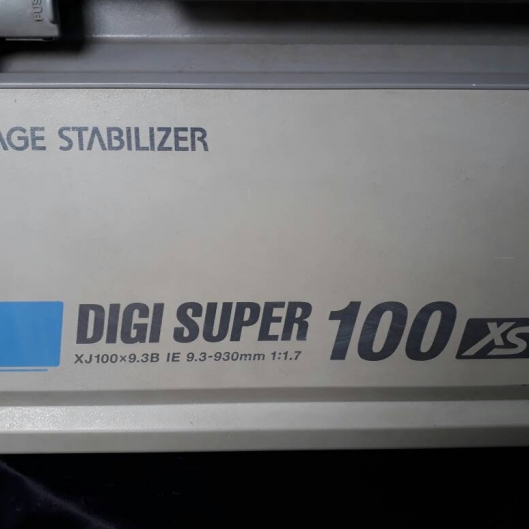 AGE STABILIZER
DIGI SUPER 100 XS
XJ100×9.3B IE 9.3-930mm 1:1.7